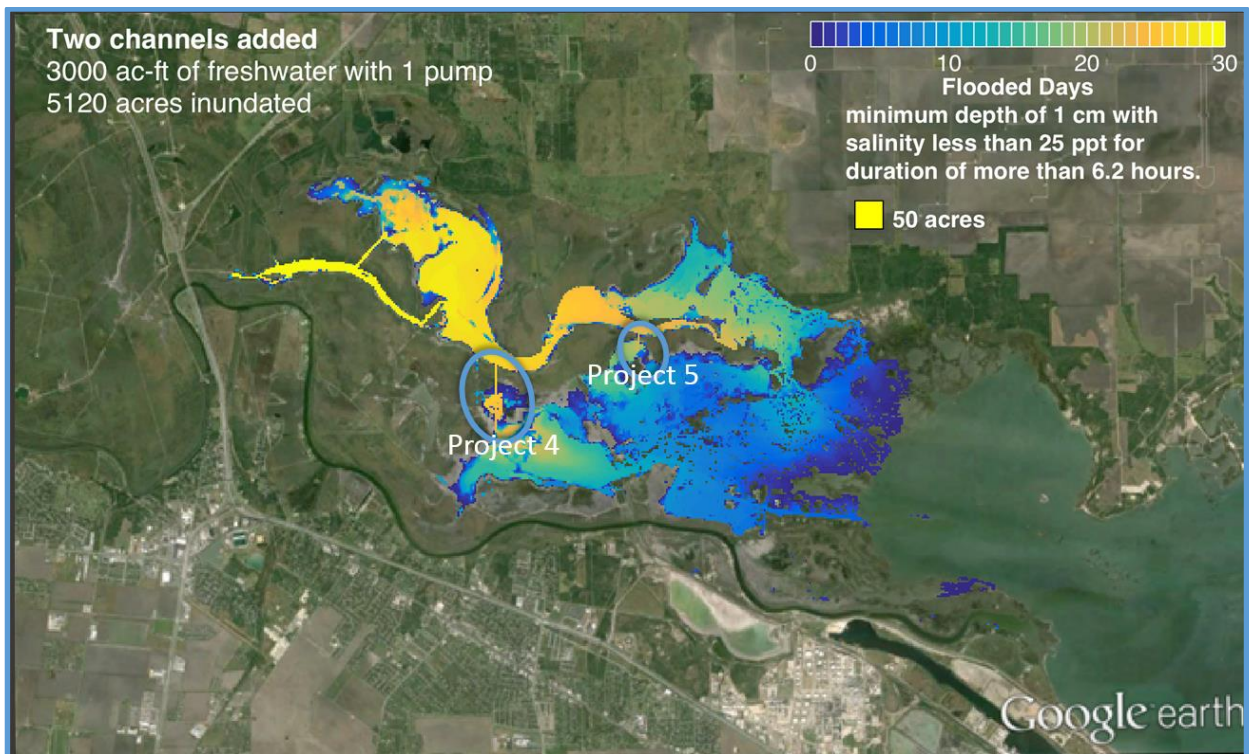 Two channels added
3000 ac-ft of freshwater with 1 pump
5120 acres inundated
0 10 20 30
Flooded Days
minimum depth of 1 cm with
salinity less than 25 ppt for
duration of more than 6.2 hours.
50 acres
Project 5
Project 4
Google earth